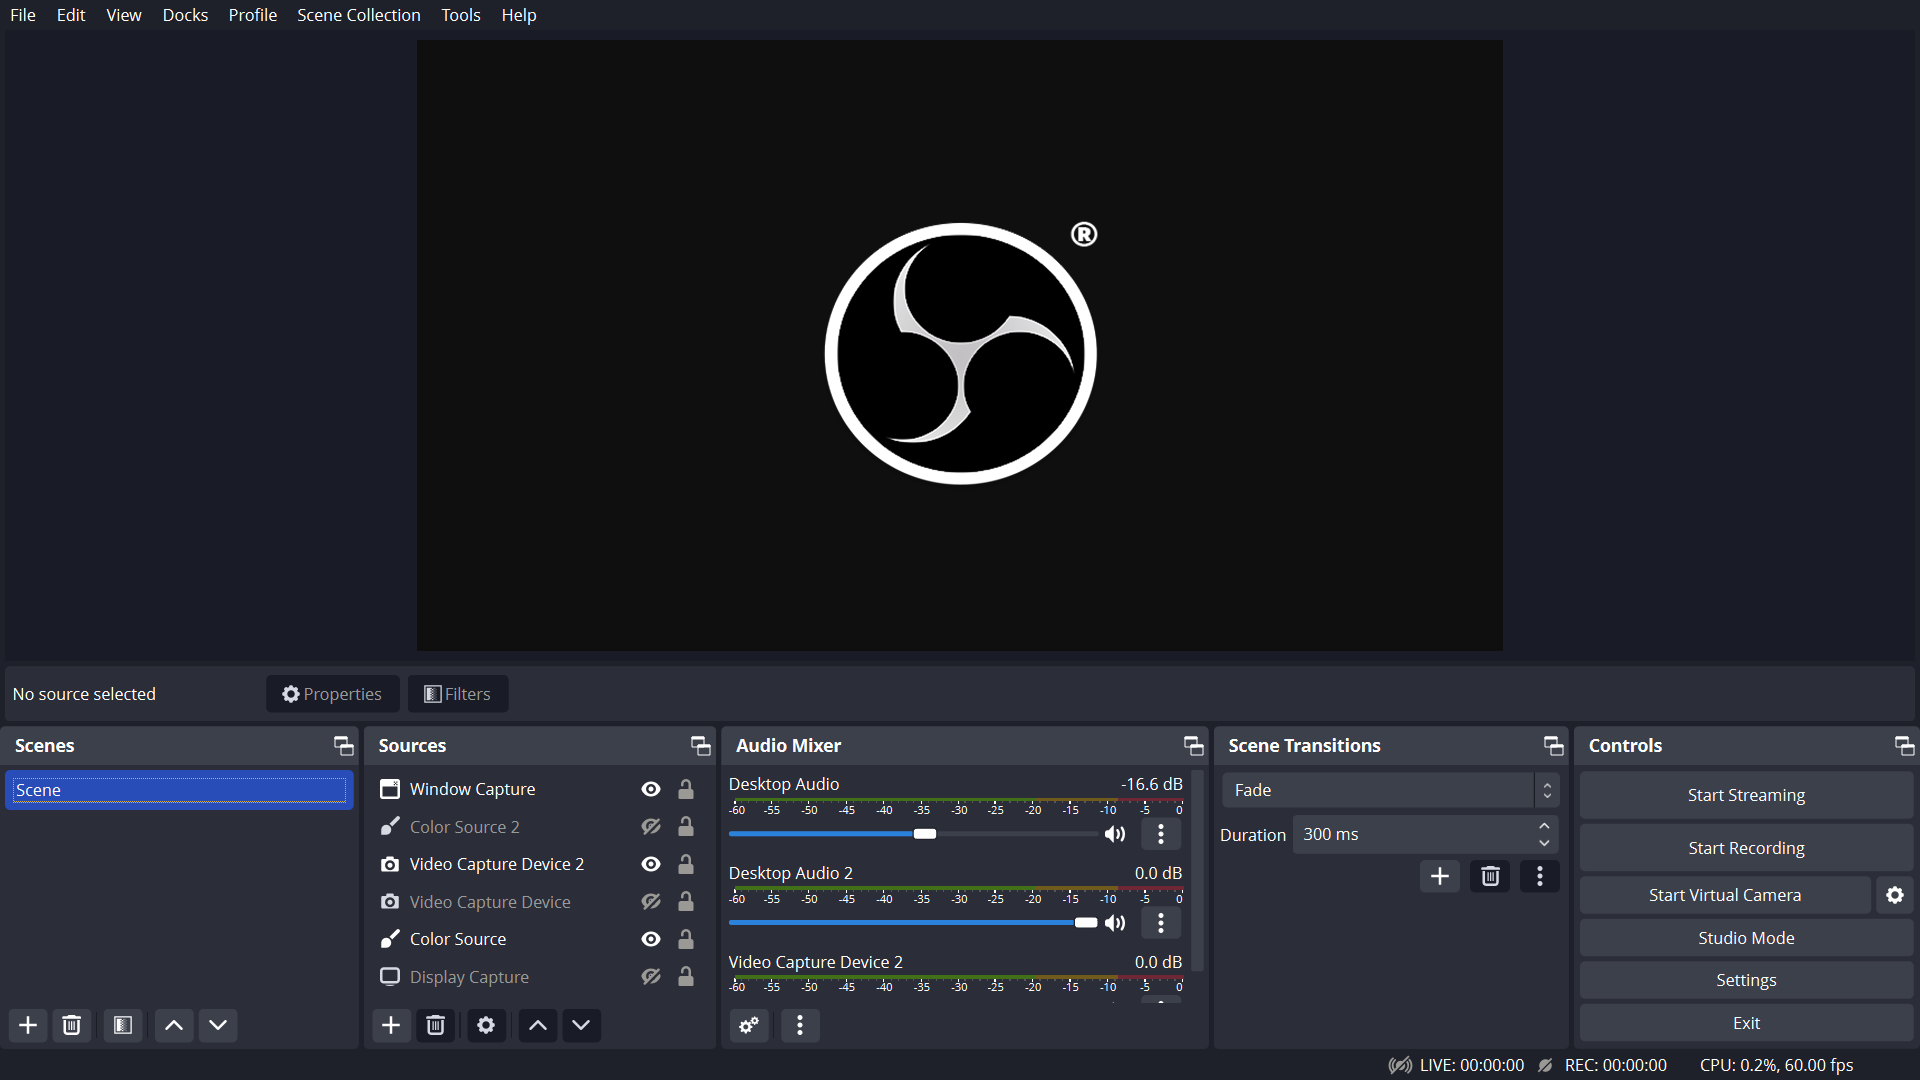 File Edit View Docks Profile Scene Collection Tools Help
®
No source selected Properties Filters
Scenes
Scene
Sources
Window Capture
Color Source 2
Video Capture Device 2
Video Capture Device
Color Source
Display Capture
Audio Mixer
Desktop Audio -16.6 dB
-60 -55 -50 -45 -40 -35 -30 -25 -20 -15 -10 -5 0
Desktop Audio 2 0.0 dB
-60 -55 -50 -45 -40 -35 -30 -25 -20 -15 -10 -5 0
Video Capture Device 2 0.0 dB
-60 -55 -50 -45 -40 -35 -30 -25 -20 -15 -10 -5 0
Scene Transitions
Fade
Duration 300 ms
Controls
Start Streaming
Start Recording
Start Virtual Camera
Studio Mode
Settings
Exit
LIVE: 00:00:00 REC: 00:00:00 CPU: 0.2%, 60.00 fps